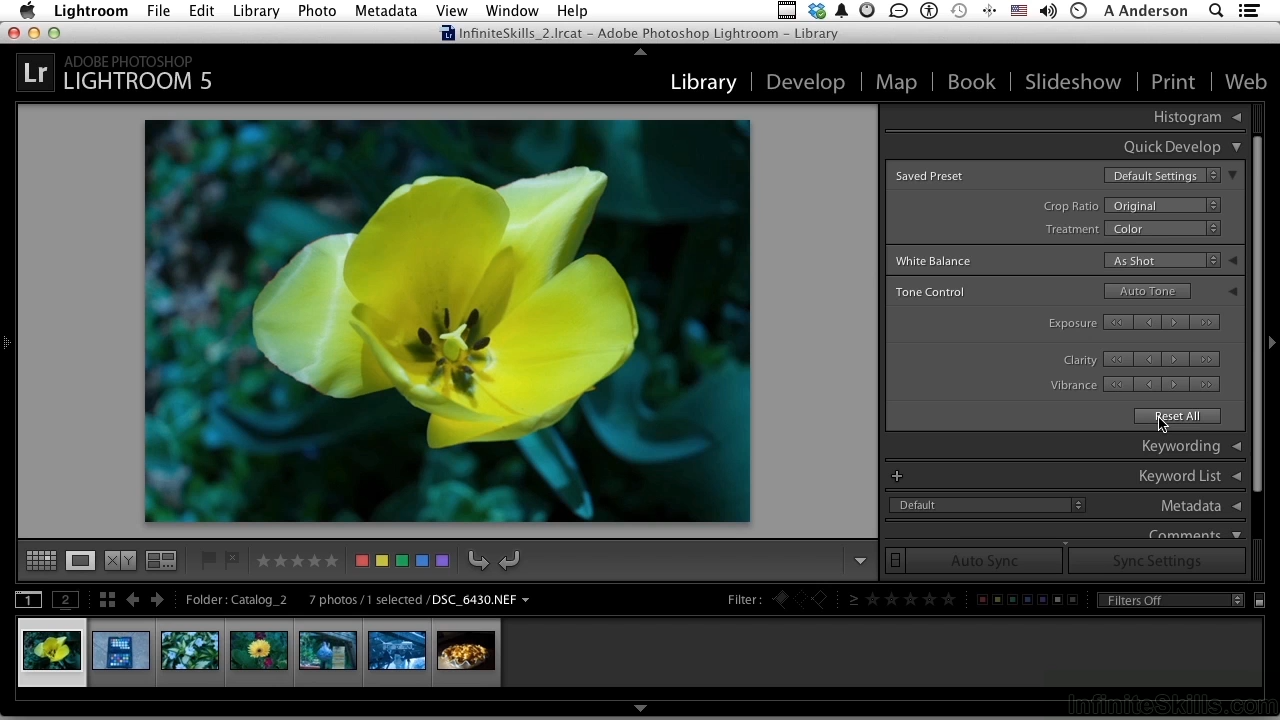 Lightroom File Edit Library Photo Metadata View Window Help A Anderson
InfiniteSkills_2.lrcat – Adobe Photoshop Lightroom – Library
Lr ADOBE PHOTOSHOP
LIGHTROOM 5
Library | Develop | Map | Book | Slideshow | Print | Web
Histogram
Quick Develop
Saved Preset Default Settings
Crop Ratio Original
Treatment Color
White Balance As Shot
Tone Control Auto Tone
Exposure
Clarity
Vibrance
Reset All
Keywording
+ Keyword List
Default Metadata
Comments
XY Auto Sync Sync Settings
1 2 Folder : Catalog_2 7 photos / 1 selected / DSC_6430.NEF Filter : ≥ Filters Off
InfiniteSkills.com